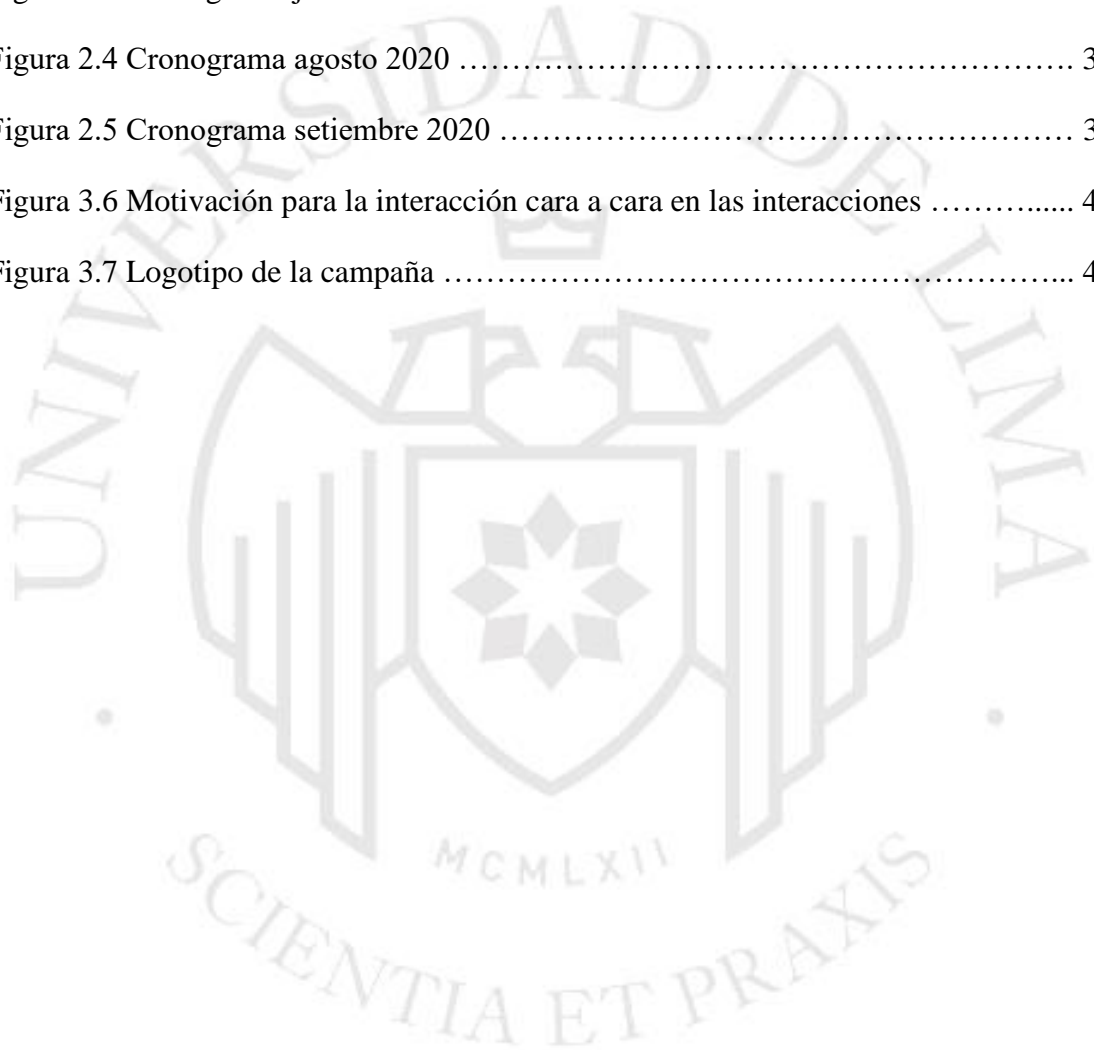 Figura 2.4 Cronograma agosto 2020 …………………………………………………. 3
Figura 2.5 Cronograma setiembre 2020 ……………………………………………… 3
Figura 3.6 Motivación para la interacción cara a cara en las interacciones ………...... 4
Figura 3.7 Logotipo de la campaña ………………………………………………... 4
UNIVERSIDAD DE LIMA
MCMLXII
SCIENTIA ET PRAXIS